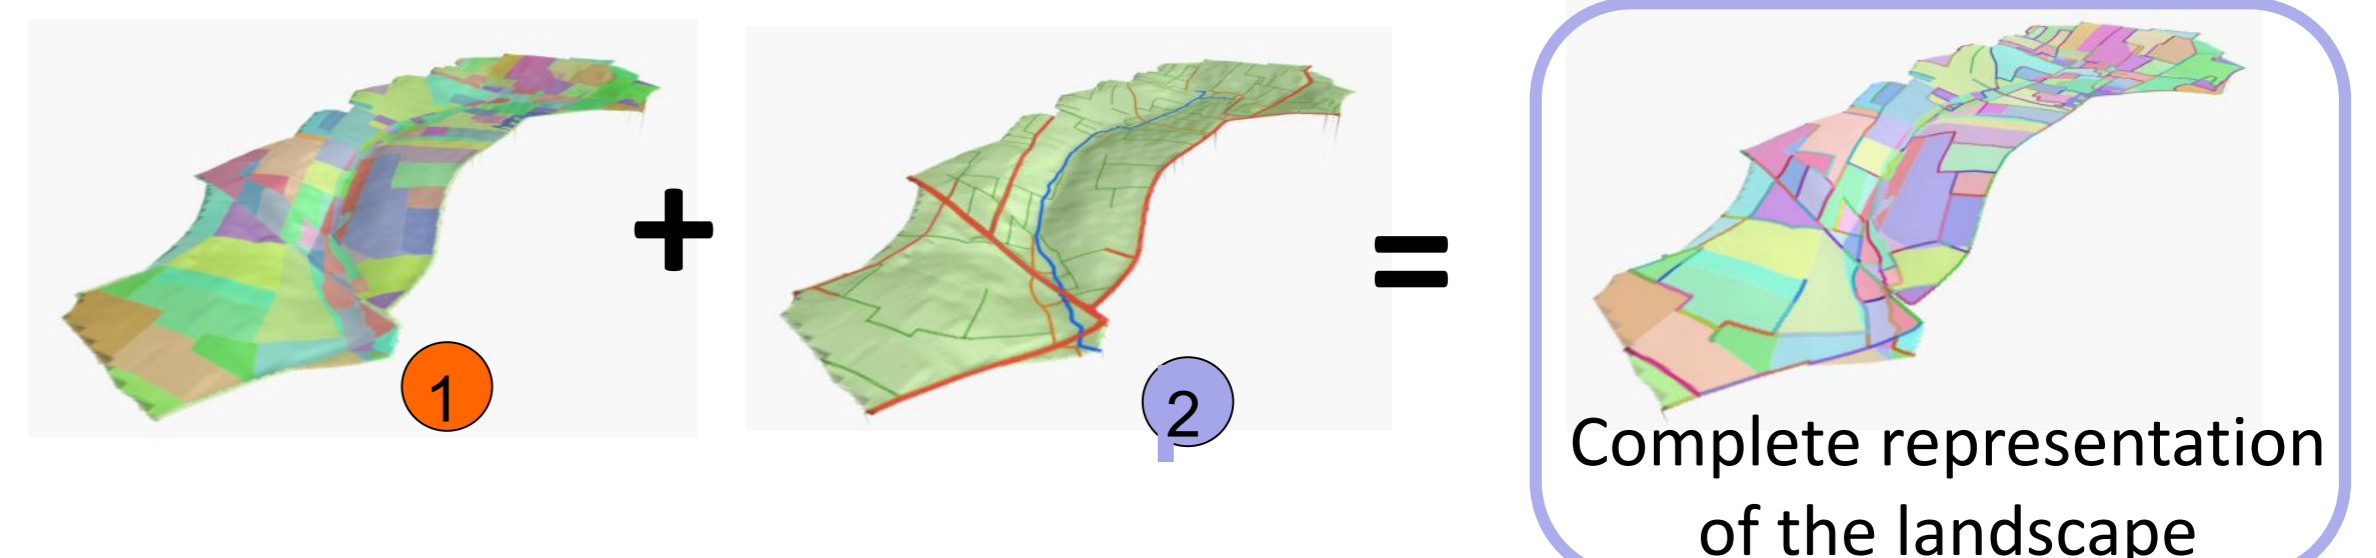 +
=
1
2
Complete representation
of the landscape